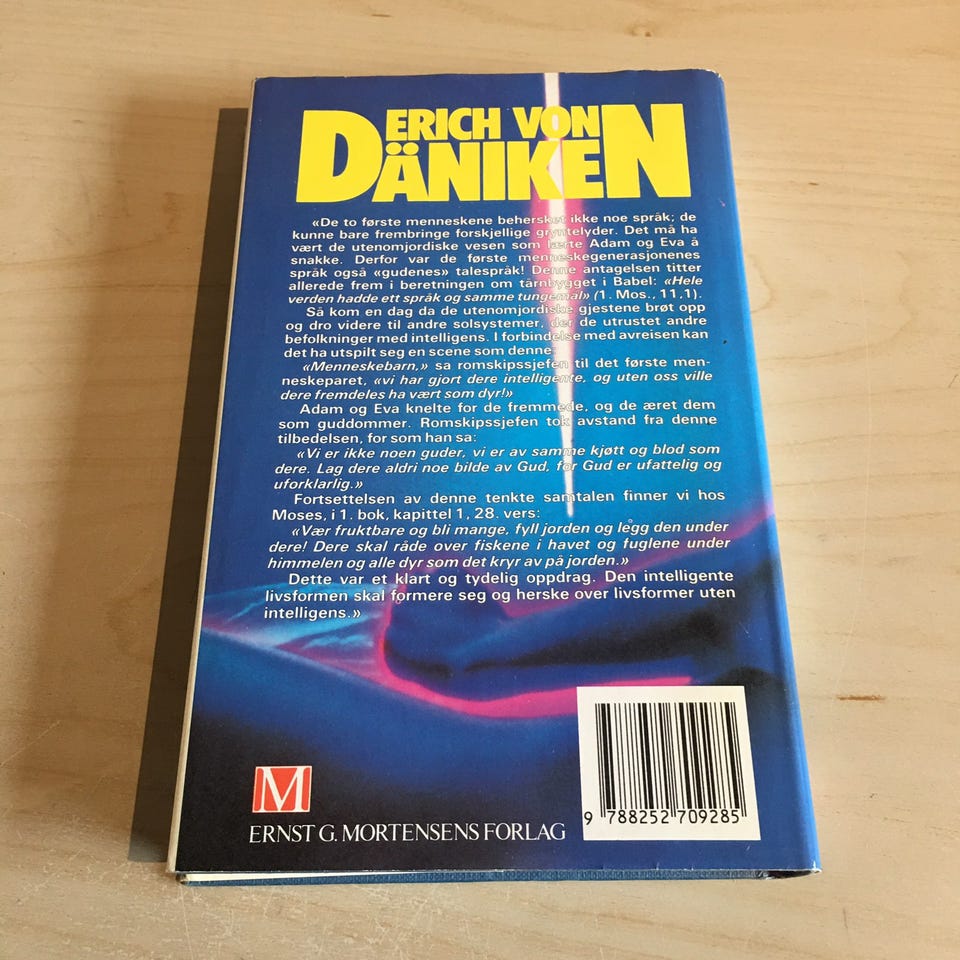 ERICH VON
DÄNIKEN
«De to første menneskene behersket ikke noe språk; de
kunne bare frembringe forskjellige gryntelyder. Det må ha
vært de utenomjordiske vesen som lærte Adam og Eva å
snakke. Derfor var de første menneskegenerasjonenes
språk også «gudenes» talespråk! Denne antagelsen titter
allerede frem i beretningen om tårnbygget i Babel: «Hele
verden hadde ett språk og samme tungemål» (1. Mos., 11,1).
Så kom en dag da de utenomjordiske gjestene brøt opp
og dro videre til andre solsystemer, der de utrustet andre
befolkninger med intelligens. I forbindelse med avreisen kan
det ha utspilt seg en scene som denne:
«Menneskebarn,» sa romskipssjefen til det første men-
neskeparet, «vi har gjort dere intelligente, og uten oss ville
dere fremdeles ha vært som dyr!»
Adam og Eva knelte for de fremmede, og de æret dem
som guddommer. Romskipssjefen tok avstand fra denne
tilbedelsen, for som han sa:
«Vi er ikke noen guder, vi er av samme kjøtt og blod som
dere. Lag dere aldri noe bilde av Gud, for Gud er ufattelig og
uforklarlig.»
Fortsettelsen av denne tenkte samtalen finner vi hos
Moses, i 1. bok, kapittel 1, 28. vers:
«Vær fruktbare og bli mange, fyll jorden og legg den under
dere! Dere skal råde over fiskene i havet og fuglene under
himmelen og alle dyr som det kryr av på jorden.»
Dette var et klart og tydelig oppdrag. Den intelligente
livsformen skal formere seg og herske over livsformer uten
intelligens.»
M
ERNST G. MORTENSENS FORLAG
9 788252 709285